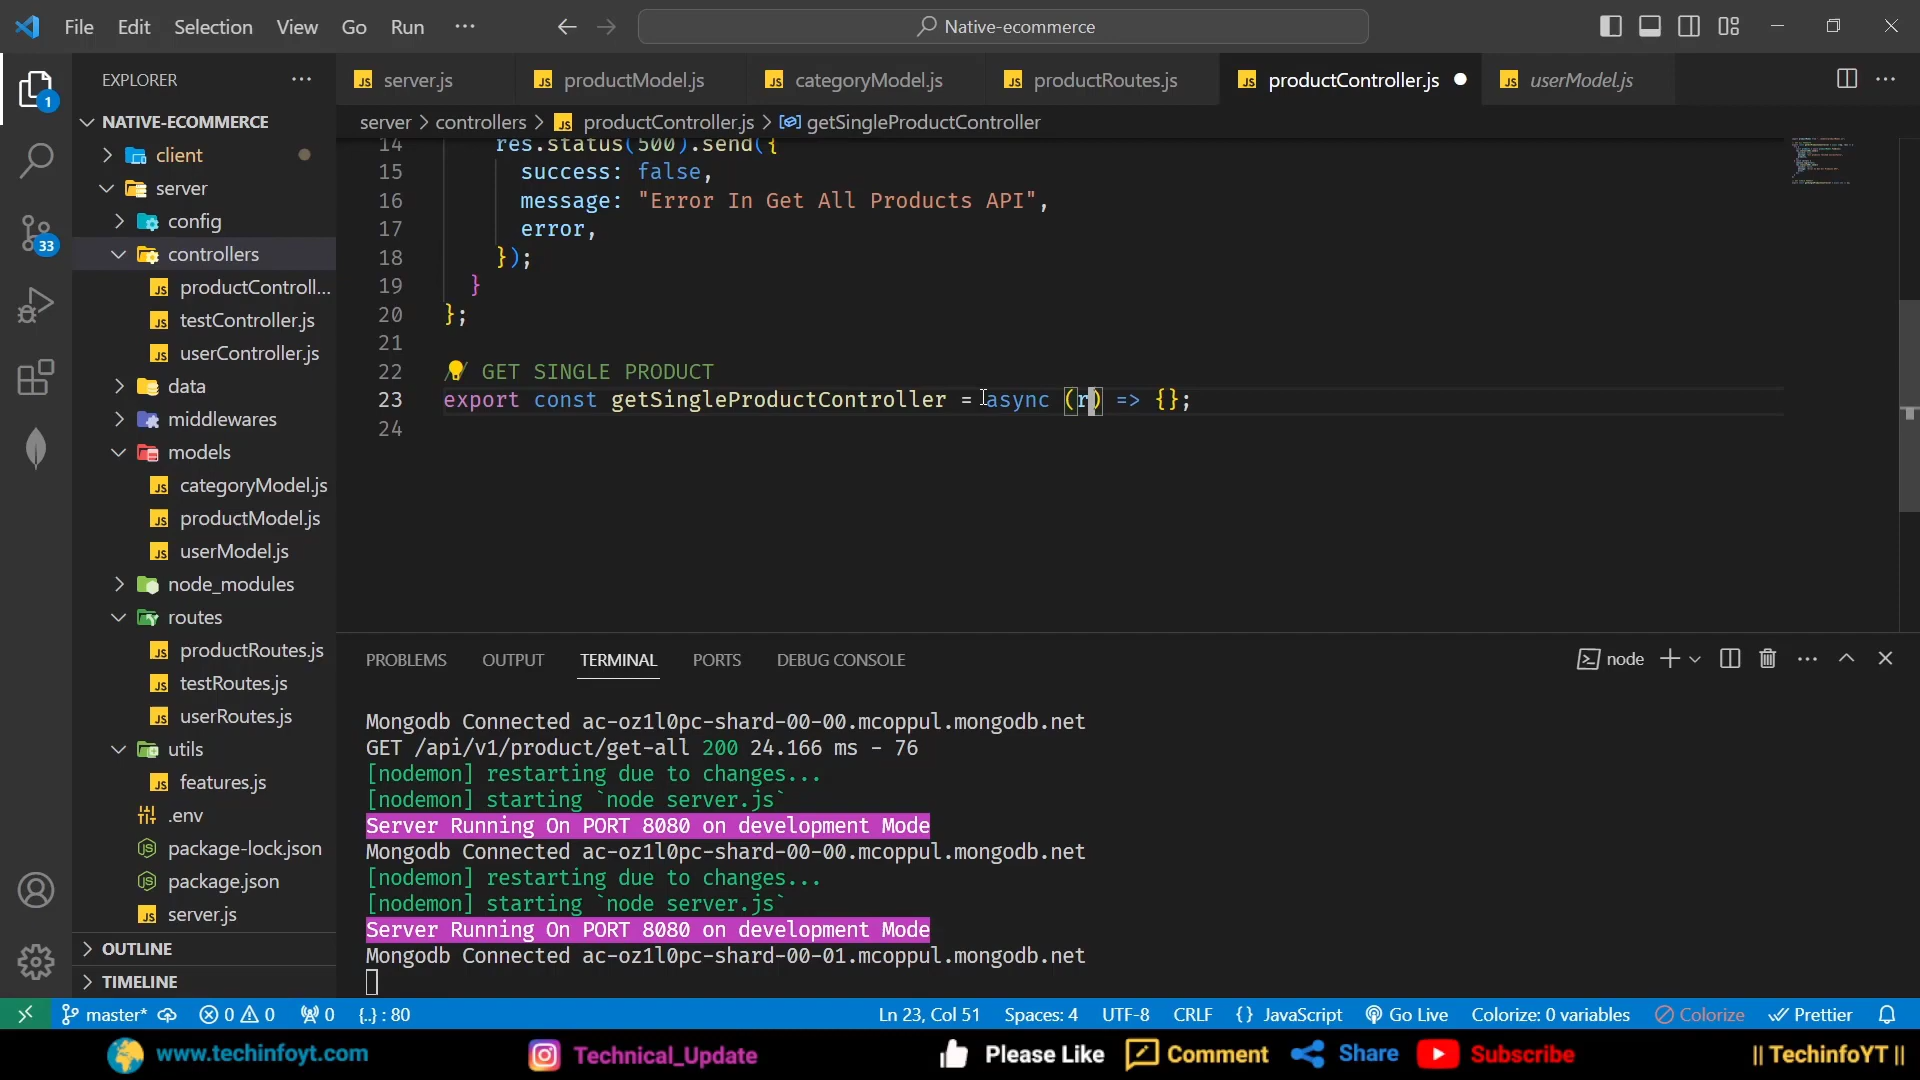 File Edit Selection View Go Run ··· Native-ecommerce
EXPLORER ···
server.js productModel.js categoryModel.js productRoutes.js productController.js userModel.js
server > controllers > productController.js > getSingleProductController
NATIVE-ECOMMERCE
client
server
config
controllers
productControll...
testController.js
userController.js
data
middlewares
models
categoryModel.js
productModel.js
userModel.js
node_modules
routes
productRoutes.js
testRoutes.js
userRoutes.js
utils
features.js
.env
package-lock.json
package.json
server.js
OUTLINE
TIMELINE
1
33
14 res.status(500).send({
15 success: false,
16 message: "Error In Get All Products API",
17 error,
18 });
19 }
20 };
21
22 // GET SINGLE PRODUCT
23 export const getSingleProductController = async (r) => {};
24
PROBLEMS OUTPUT TERMINAL PORTS DEBUG CONSOLE node
Mongodb Connected ac-oz1l0pc-shard-00-00.mcoppul.mongodb.net
GET /api/v1/product/get-all 200 24.166 ms - 76
[nodemon] restarting due to changes...
[nodemon] starting `node server.js`
Server Running On PORT 8080 on development Mode
Mongodb Connected ac-oz1l0pc-shard-00-00.mcoppul.mongodb.net
[nodemon] restarting due to changes...
[nodemon] starting `node server.js`
Server Running On PORT 8080 on development Mode
Mongodb Connected ac-oz1l0pc-shard-00-01.mcoppul.mongodb.net
master* 0 0 0 {..} : 80 Ln 23, Col 51 Spaces: 4 UTF-8 CRLF {} JavaScript Go Live Colorize: 0 variables Colorize Prettier
www.techinfoyt.com Technical_Update Please Like Comment Share Subscribe || TechinfoYT ||